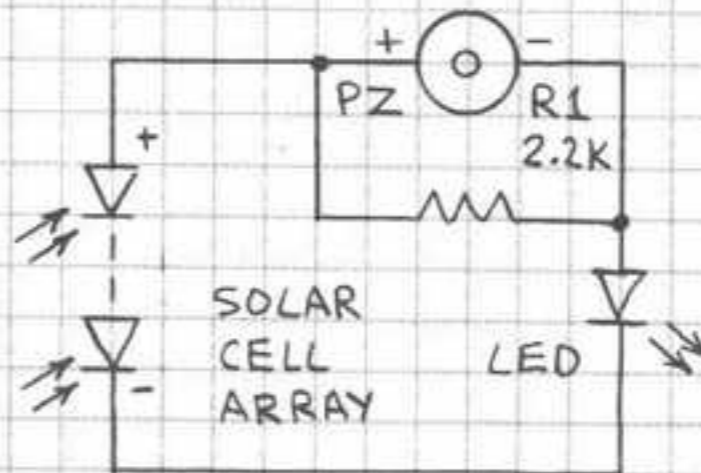 + -
PZ
R1
2.2K
+
SOLAR
CELL
ARRAY
-
LED